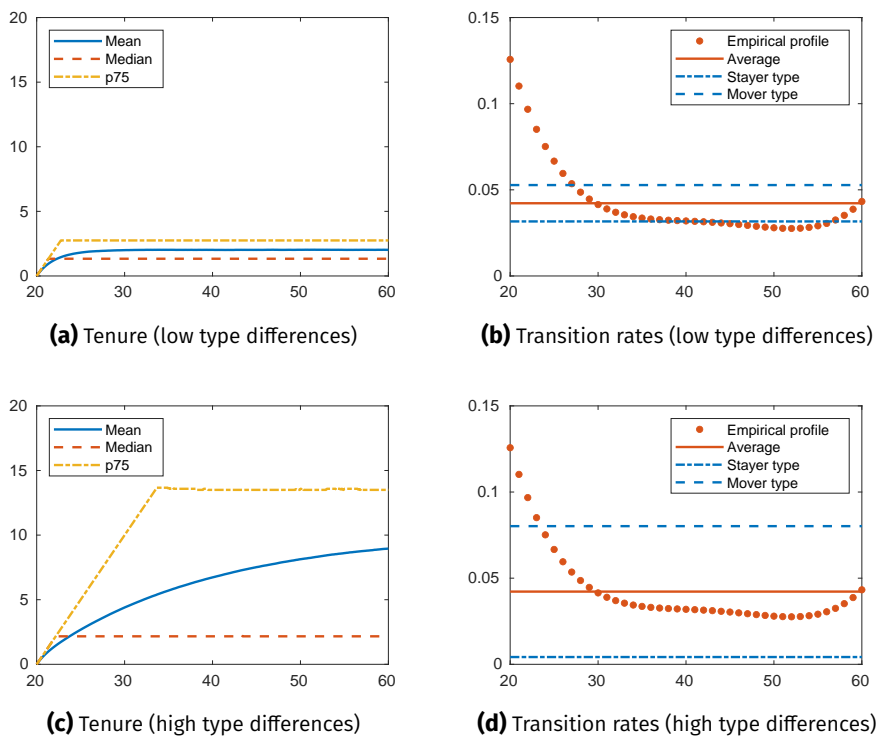 20
15
10
5
0
20 30 40 50 60
Mean
Median
p75
(a) Tenure (low type differences)
0.15
0.1
0.05
0
20 30 40 50 60
Empirical profile
Average
Stayer type
Mover type
(b) Transition rates (low type differences)
20
15
10
5
0
20 30 40 50 60
Mean
Median
p75
(c) Tenure (high type differences)
0.15
0.1
0.05
0
20 30 40 50 60
Empirical profile
Average
Stayer type
Mover type
(d) Transition rates (high type differences)